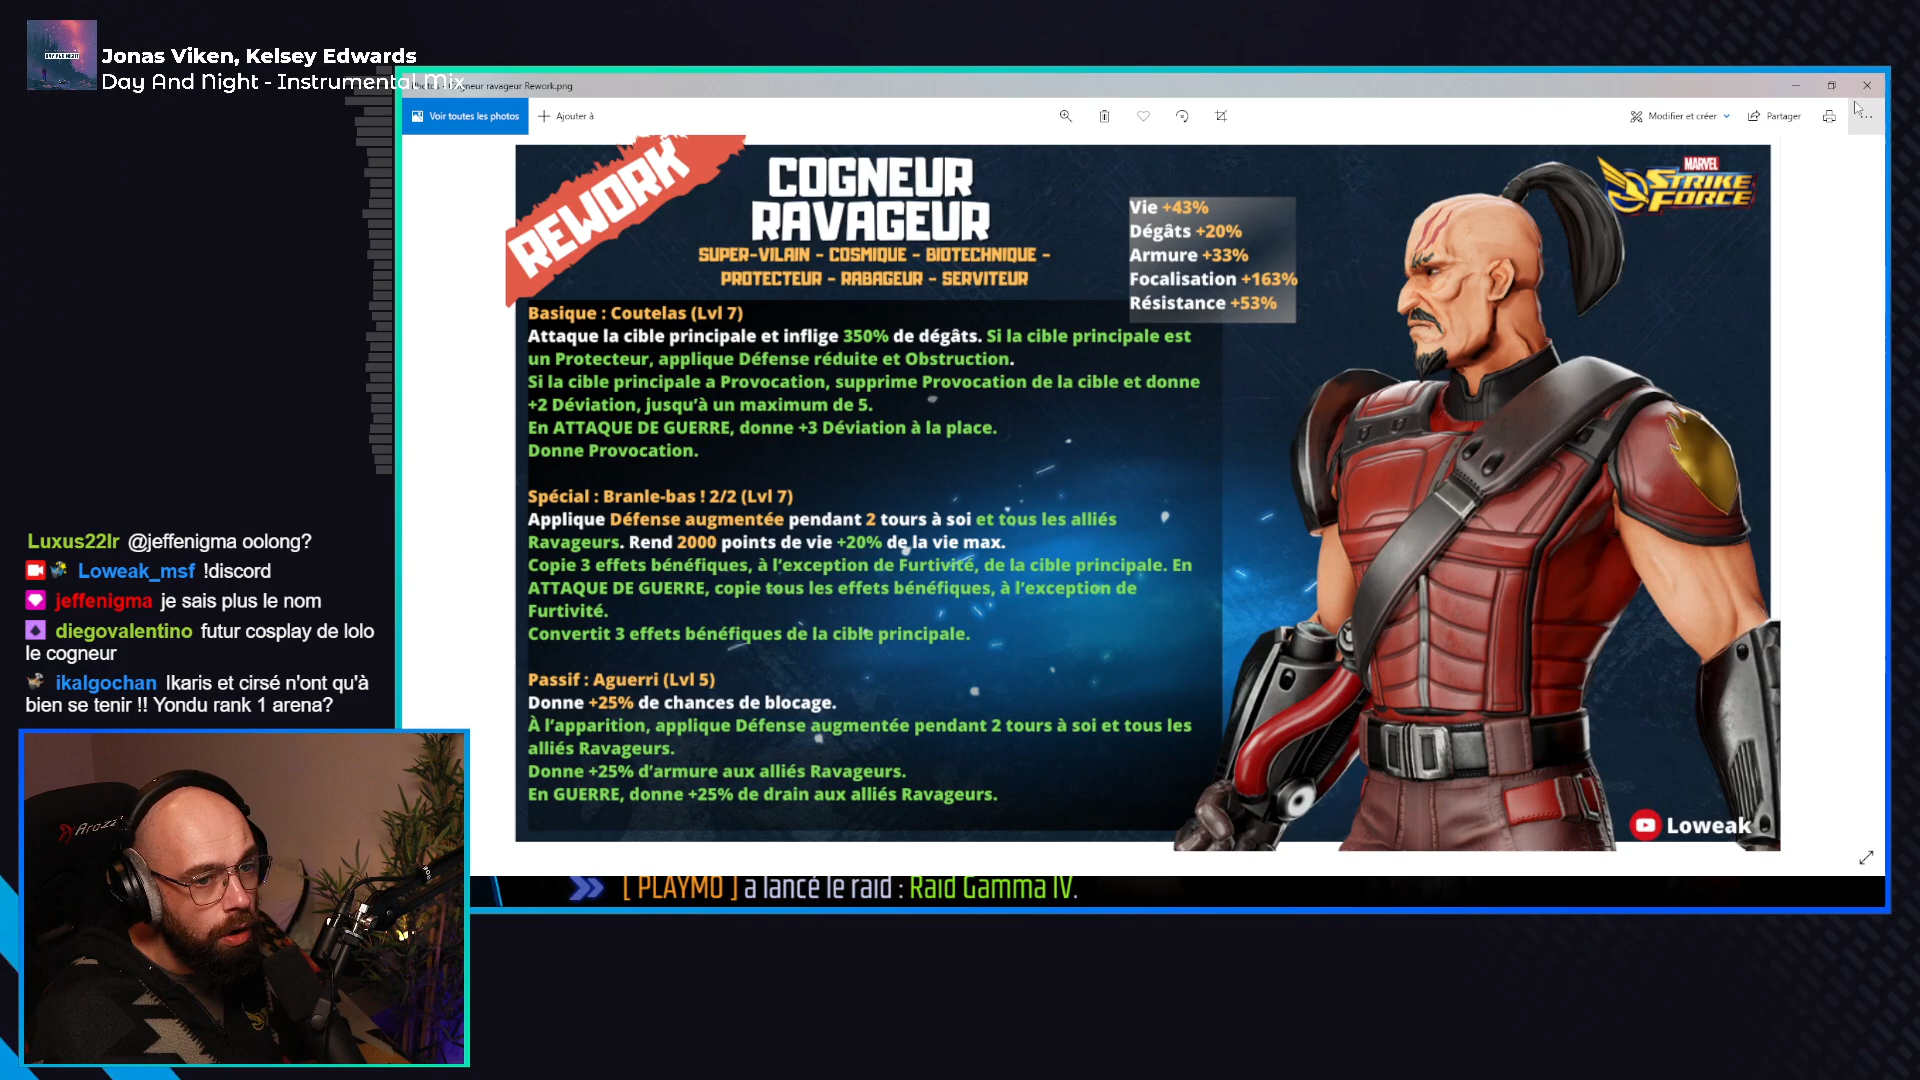 Jonas Viken, Kelsey Edwards
Day And Night - Instrumental Mix
DAY AND NIGHT
ravageur Rework.png
Voir toutes les photos
Ajouter à
Modifier et créer
Partager
REWORK
COGNEUR
RAVAGEUR
SUPER-VILAIN - COSMIQUE - BIOTECHNIQUE -
PROTECTEUR - RABAGEUR - SERVITEUR
Vie +43%
Dégâts +20%
Armure +33%
Focalisation +163%
Résistance +53%
MARVEL
STRIKE
FORCE
Basique : Coutelas (Lvl 7)
Attaque la cible principale et inflige 350% de dégâts. Si la cible principale est
un Protecteur, applique Défense réduite et Obstruction.
Si la cible principale a Provocation, supprime Provocation de la cible et donne
+2 Déviation, jusqu'à un maximum de 5.
En ATTAQUE DE GUERRE, donne +3 Déviation à la place.
Donne Provocation.
Spécial : Branle-bas ! 2/2 (Lvl 7)
Applique Défense augmentée pendant 2 tours à soi et tous les alliés
Ravageurs. Rend 2000 points de vie +20% de la vie max.
Copie 3 effets bénéfiques, à l'exception de Furtivité, de la cible principale. En
ATTAQUE DE GUERRE, copie tous les effets bénéfiques, à l'exception de
Furtivité.
Convertit 3 effets bénéfiques de la cible principale.
Passif : Aguerri (Lvl 5)
Donne +25% de chances de blocage.
À l'apparition, applique Défense augmentée pendant 2 tours à soi et tous les
alliés Ravageurs.
Donne +25% d'armure aux alliés Ravageurs.
En GUERRE, donne +25% de drain aux alliés Ravageurs.
Loweak
Luxus22lr @jeffenigma oolong?
Loweak_msf !discord
jeffenigma je sais plus le nom
diegovalentino futur cosplay de lolo
le cogneur
ikalgochan Ikaris et cirsé n'ont qu'à
bien se tenir !! Yondu rank 1 arena?
[ PLAYMO ] a lancé le raid : Raid Gamma IV.